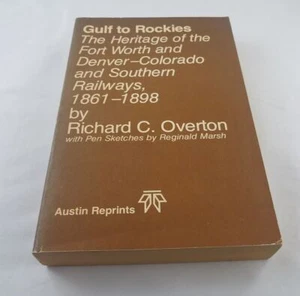 Gulf to Rockies
The Heritage of the
Fort Worth and
Denver–Colorado
and Southern
Railways,
1861–1898
by
Richard C. Overton
with Pen Sketches by Reginald Marsh
Austin Reprints